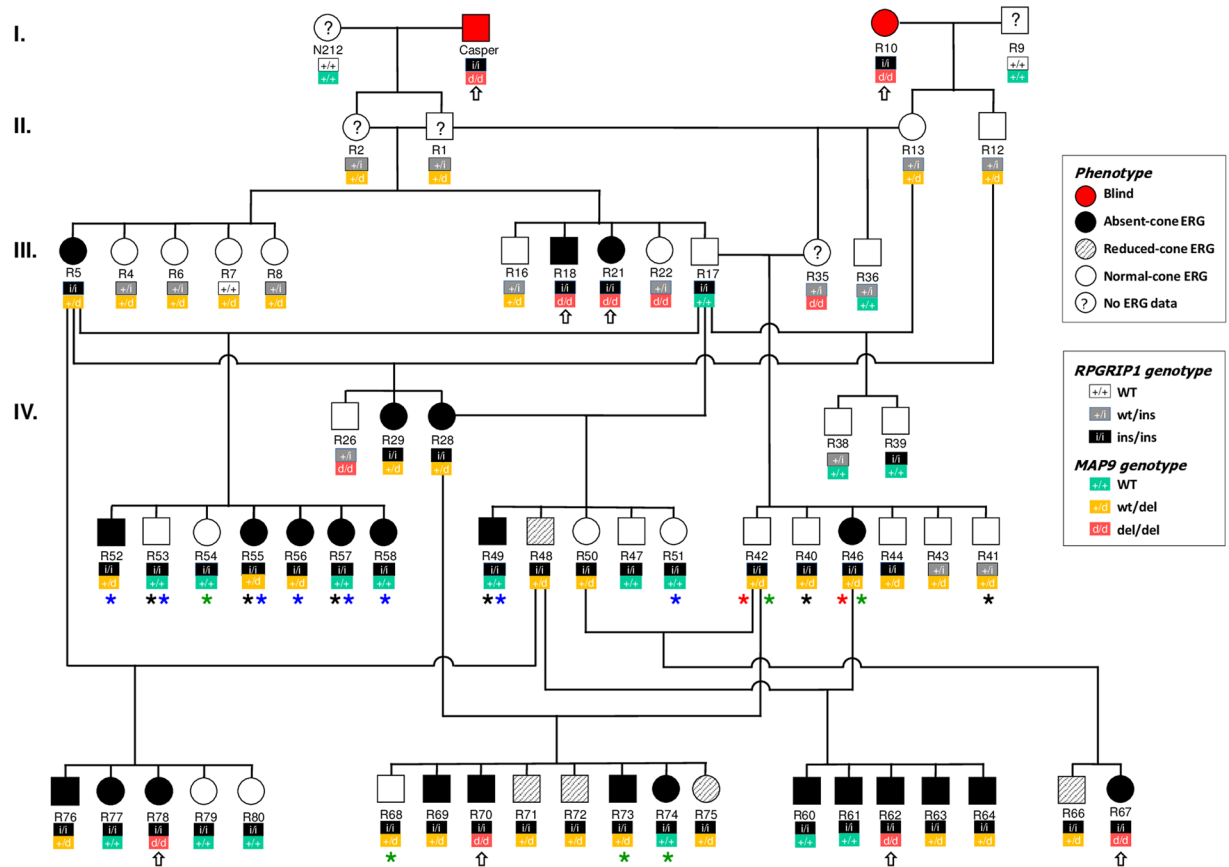 I.
? ?
N212 Casper R10 R9
+/+ i/i i/i +/+
+/+ d/d d/d +/+
II.
? ?
R2 R1 R13 R12
+/i +/i +/i +/i
+/d +/d +/d +/d
Phenotype
Blind
Absent-cone ERG
Reduced-cone ERG
Normal-cone ERG
? No ERG data
III.
?
R5 R4 R6 R7 R8 R16 R18 R21 R22 R17 R35 R36
i/i +/i +/i +/+ +/i +/i i/i i/i +/i i/i +/i +/i
+/d +/d +/d +/d +/d +/d d/d d/d d/d +/+ d/d +/+
RPGRIP1 genotype
+/+ WT
+/i wt/ins
i/i ins/ins
MAP9 genotype
+/+ WT
+/d wt/del
d/d del/del
IV.
R26 R29 R28 R38 R39
+/i i/i i/i +/i i/i
d/d +/d +/d +/+ +/+
R52 R53 R54 R55 R56 R57 R58 R49 R48 R50 R47 R51 R42 R40 R46 R44 R43 R41
i/i i/i i/i i/i i/i i/i i/i i/i i/i i/i i/i i/i i/i i/i i/i i/i +/i +/i
+/d +/+ +/+ +/d +/d +/+ +/+ +/+ +/d +/d +/+ +/+ +/d +/d +/d +/d +/d +/d
* ** * ** * ** * ** * * * * * * *
R76 R77 R78 R79 R80 R68 R69 R70 R71 R72 R73 R74 R75 R60 R61 R62 R63 R64 R66 R67
i/i i/i i/i i/i i/i i/i i/i i/i i/i i/i i/i i/i i/i i/i i/i i/i i/i i/i i/i i/i
+/d +/+ d/d +/+ +/+ +/d +/d d/d +/d +/d +/d +/+ +/d +/+ +/+ d/d +/d +/d +/d d/d
* * *